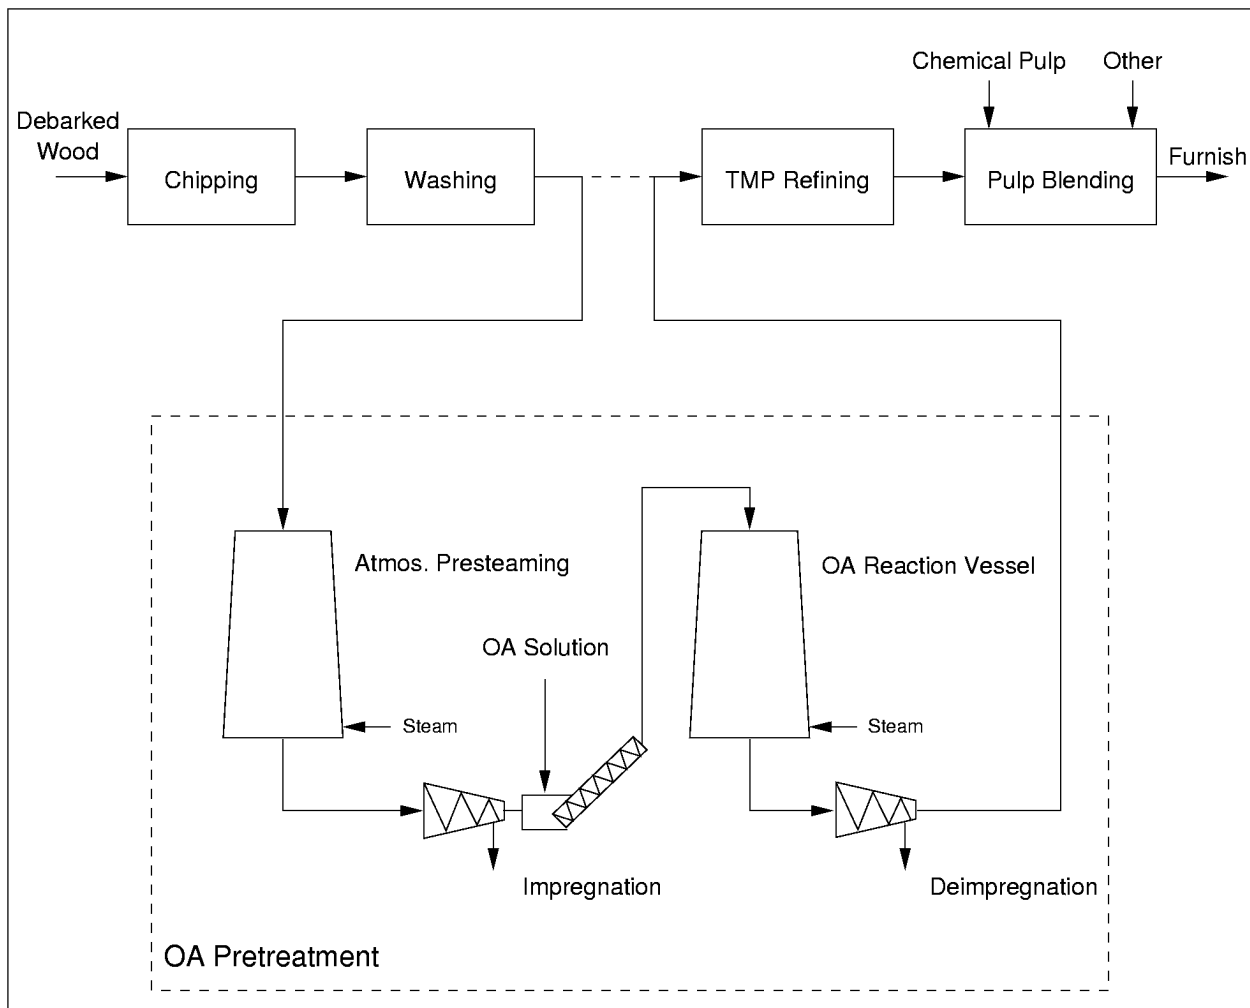 Chemical Pulp
Other
Debarked
Wood
Chipping
Washing
TMP Refining
Pulp Blending
Furnish
Atmos. Presteaming
OA Reaction Vessel
OA Solution
Steam
Steam
Impregnation
Deimpregnation
OA Pretreatment